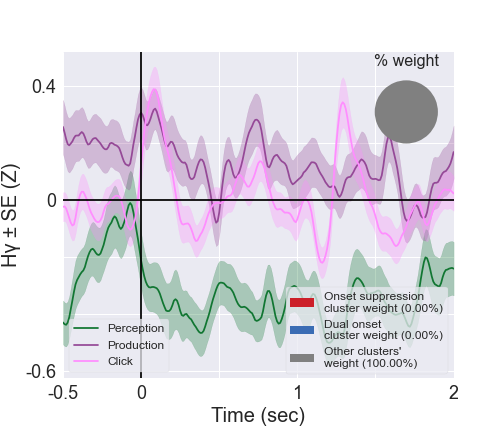 % weight
0.4
0
-0.6
Hγ ± SE (Z)
Perception
Production
Click
Onset suppression
cluster weight (0.00%)
Dual onset
cluster weight (0.00%)
Other clusters'
weight (100.00%)
-0.5
0
1
2
Time (sec)